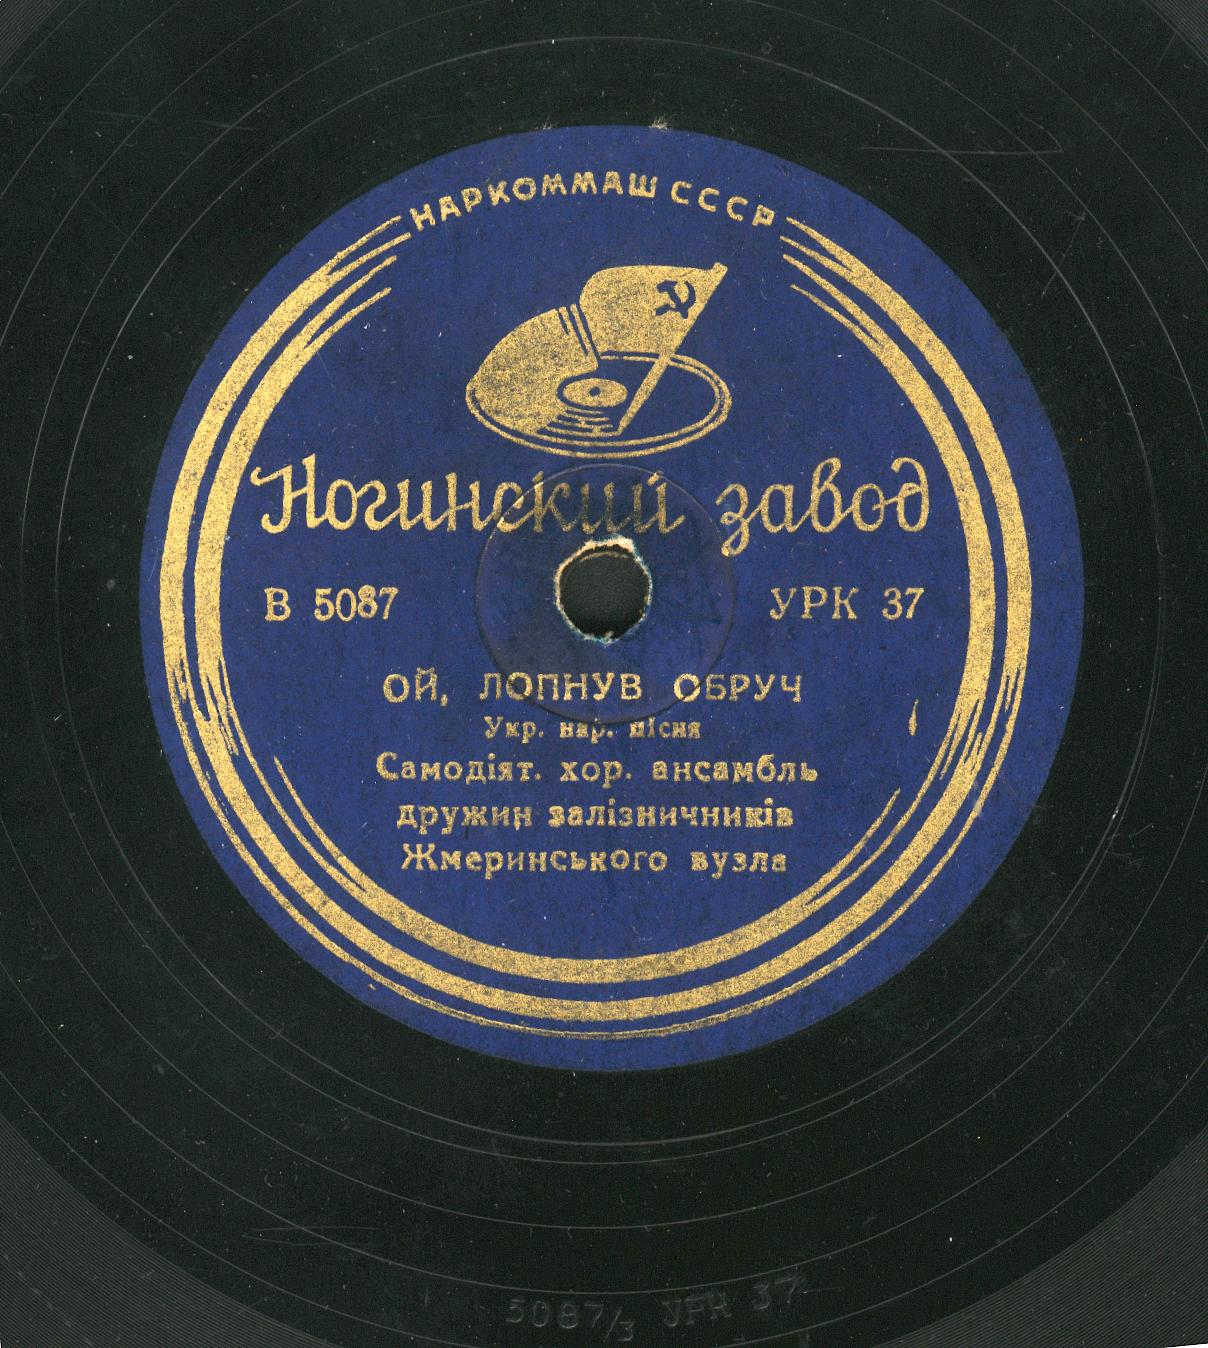 НАРКОММАШ СССР
Ногинский завод
В 5087 УРК 37
ОЙ, ЛОПНУВ ОБРУЧ
Укр. нар. пісня
Самодіят. хор. ансамбль
дружин залізничників
Жмеринського вузла
5087/3 УРК 37